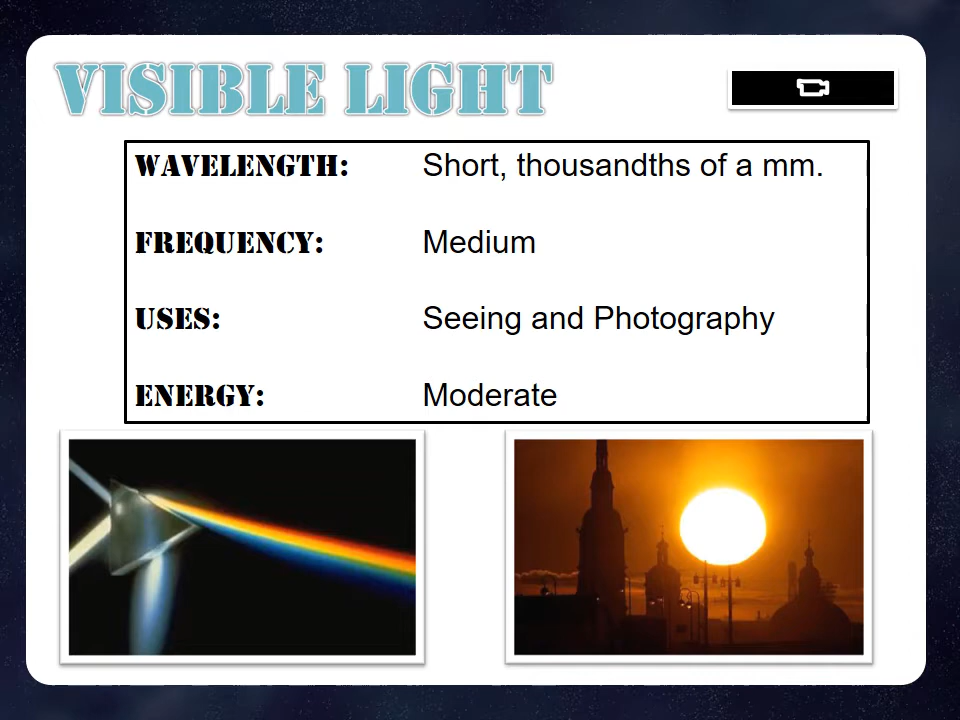 VISIBLE LIGHT
WAVELENGTH: Short, thousandths of a mm.
FREQUENCY: Medium
USES: Seeing and Photography
ENERGY: Moderate